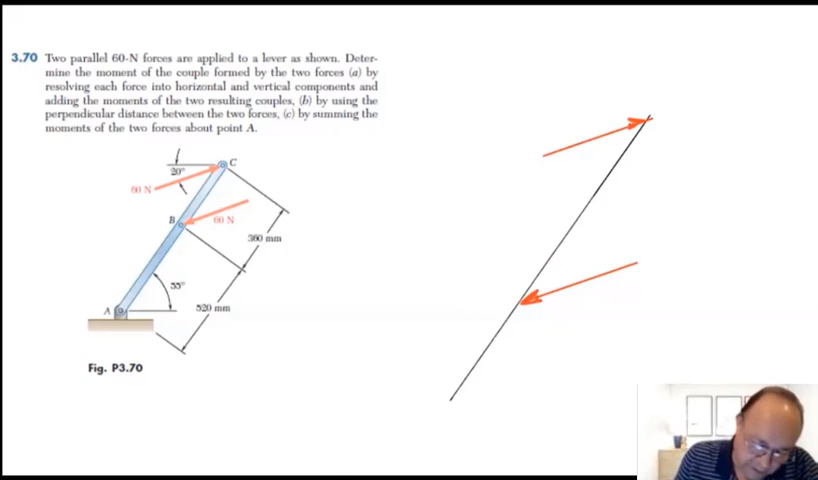 3.70 Two parallel 60-N forces are applied to a lever as shown. Deter-
mine the moment of the couple formed by the two forces (a) by
resolving each force into horizontal and vertical components and
adding the moments of the two resulting couples, (b) by using the
perpendicular distance between the two forces, (c) by summing the
moments of the two forces about point A.
C
20°
60 N
B
60 N
360 mm
55°
520 mm
A
Fig. P3.70